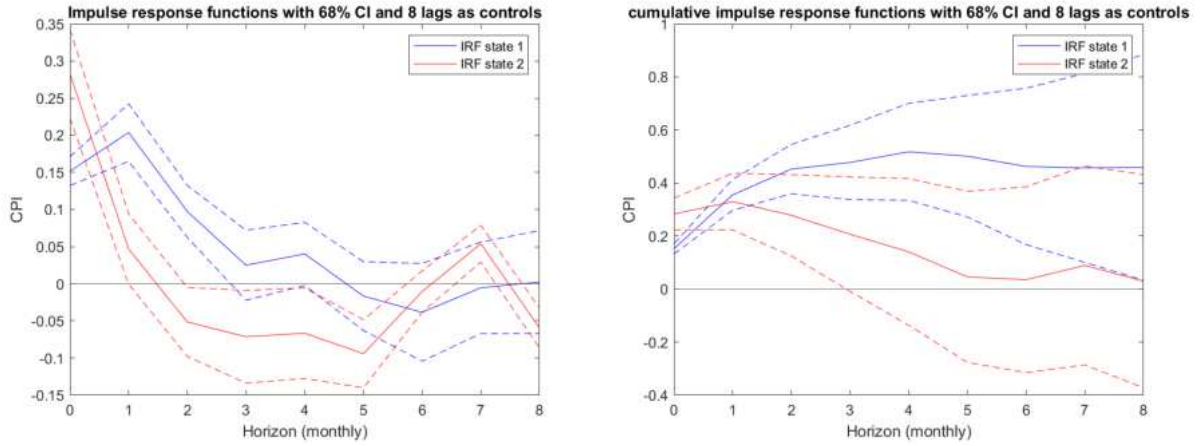 Impulse response functions with 68% CI and 8 lags as controls
IRF state 1
IRF state 2
0.35
0.3
0.25
0.2
0.15
0.1
0.05
0
-0.05
-0.1
-0.15
CPI
0 1 2 3 4 5 6 7 8
Horizon (monthly)
cumulative impulse response functions with 68% CI and 8 lags as controls
IRF state 1
IRF state 2
1
0.8
0.6
0.4
0.2
0
-0.2
-0.4
CPI
0 1 2 3 4 5 6 7 8
Horizon (monthly)